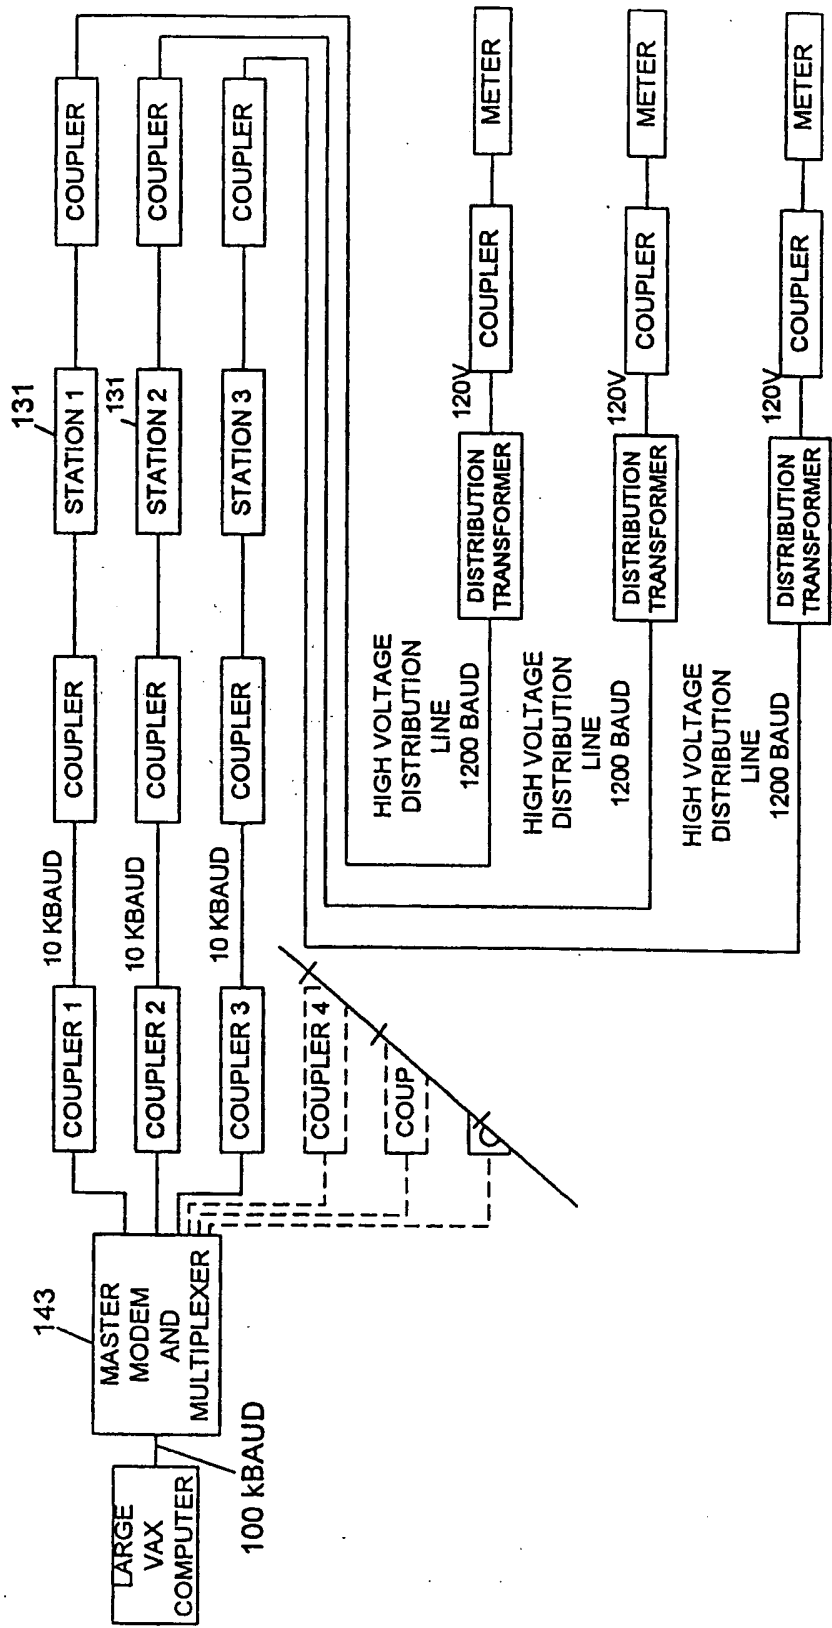 LARGE
VAX
COMPUTER
100 kBAUD
143
MASTER
MODEM
AND
MULTIPLEXER
COUPLER 1
10 KBAUD
COUPLER
131
STATION 1
COUPLER
COUPLER 2
10 KBAUD
COUPLER
131
STATION 2
COUPLER
COUPLER 3
10 KBAUD
COUPLER
STATION 3
COUPLER
COUPLER 4
COUP
HIGH VOLTAGE
DISTRIBUTION
LINE
1200 BAUD
DISTRIBUTION
TRANSFORMER
120V
COUPLER
METER
HIGH VOLTAGE
DISTRIBUTION
LINE
1200 BAUD
DISTRIBUTION
TRANSFORMER
120V
COUPLER
METER
HIGH VOLTAGE
DISTRIBUTION
LINE
1200 BAUD
DISTRIBUTION
TRANSFORMER
120V
COUPLER
METER